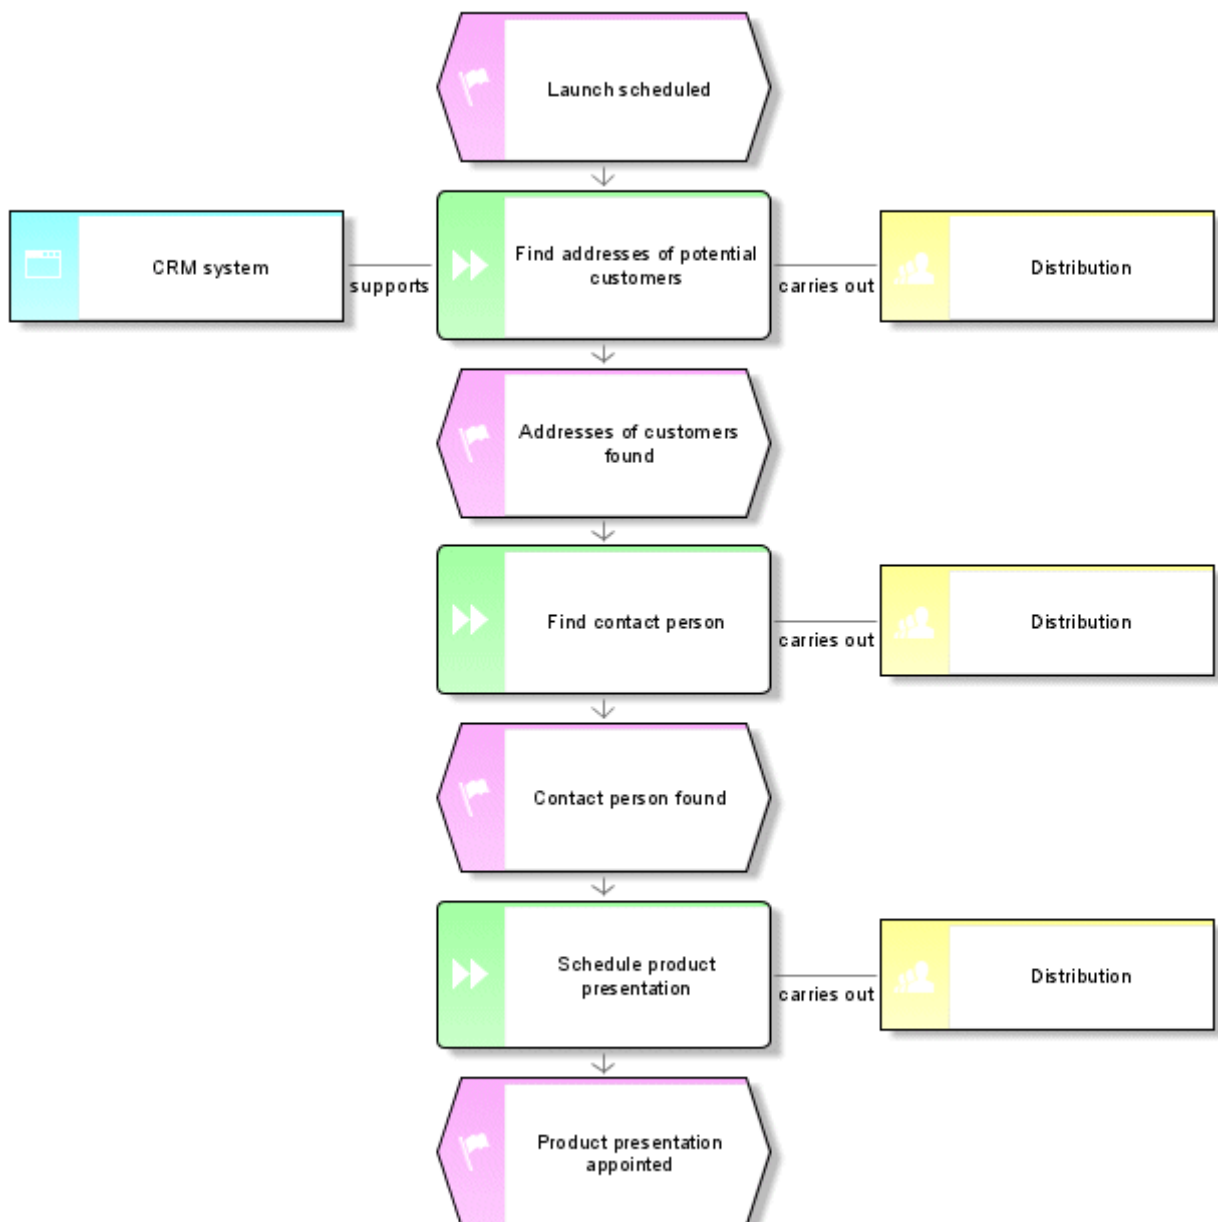 Launch scheduled
CRM system
supports
Find addresses of potential
customers
carries out
Distribution
Addresses of customers
found
Find contact person
carries out
Distribution
Contact person found
Schedule product
presentation
carries out
Distribution
Product presentation
appointed